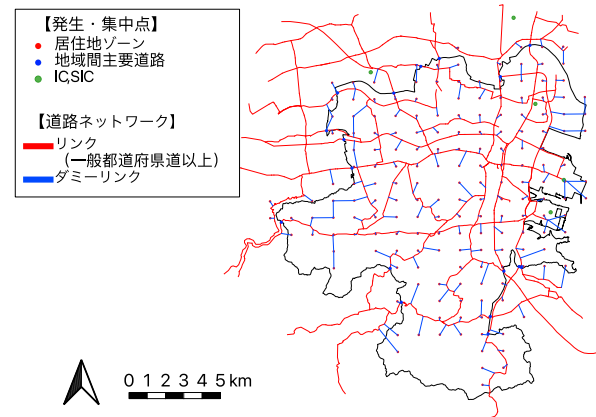 【発生・集中点】
居住地ゾーン
地域間主要道路
IC,SIC
【道路ネットワーク】
リンク
（一般都道府県道以上）
ダミーリンク
0 1 2 3 4 5km